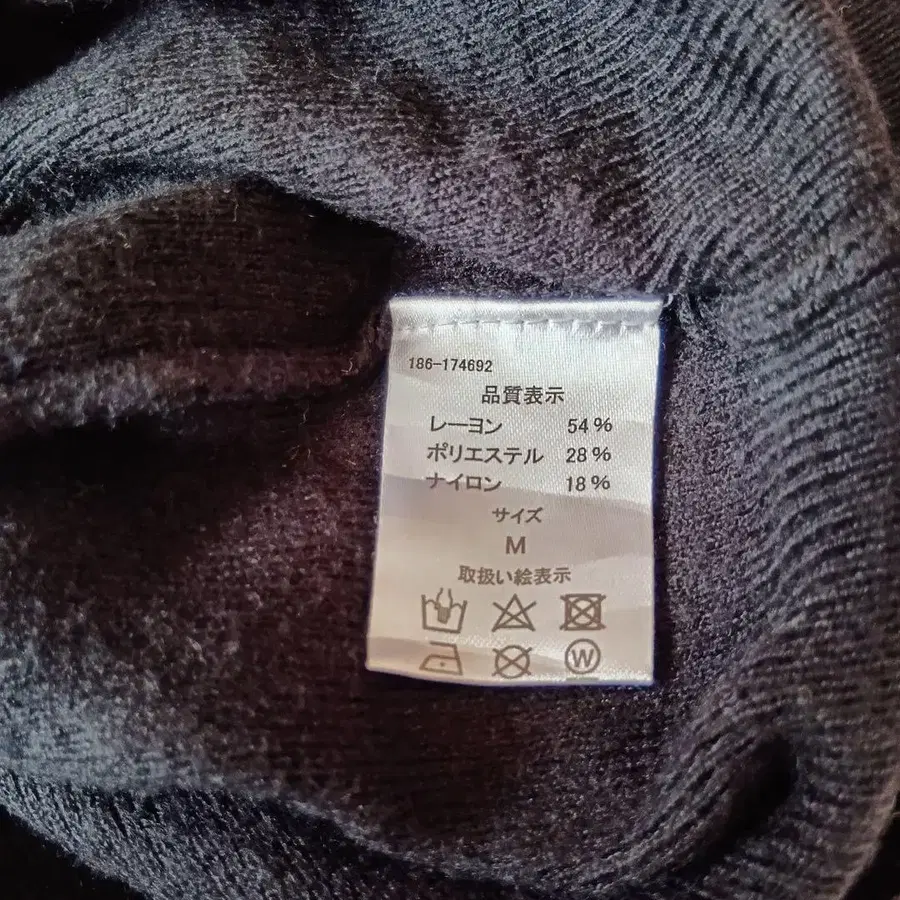 186-174692
品質表示
レーヨン 54%
ポリエステル 28%
ナイロン 18%
サイズ
M
取扱い絵表示
W